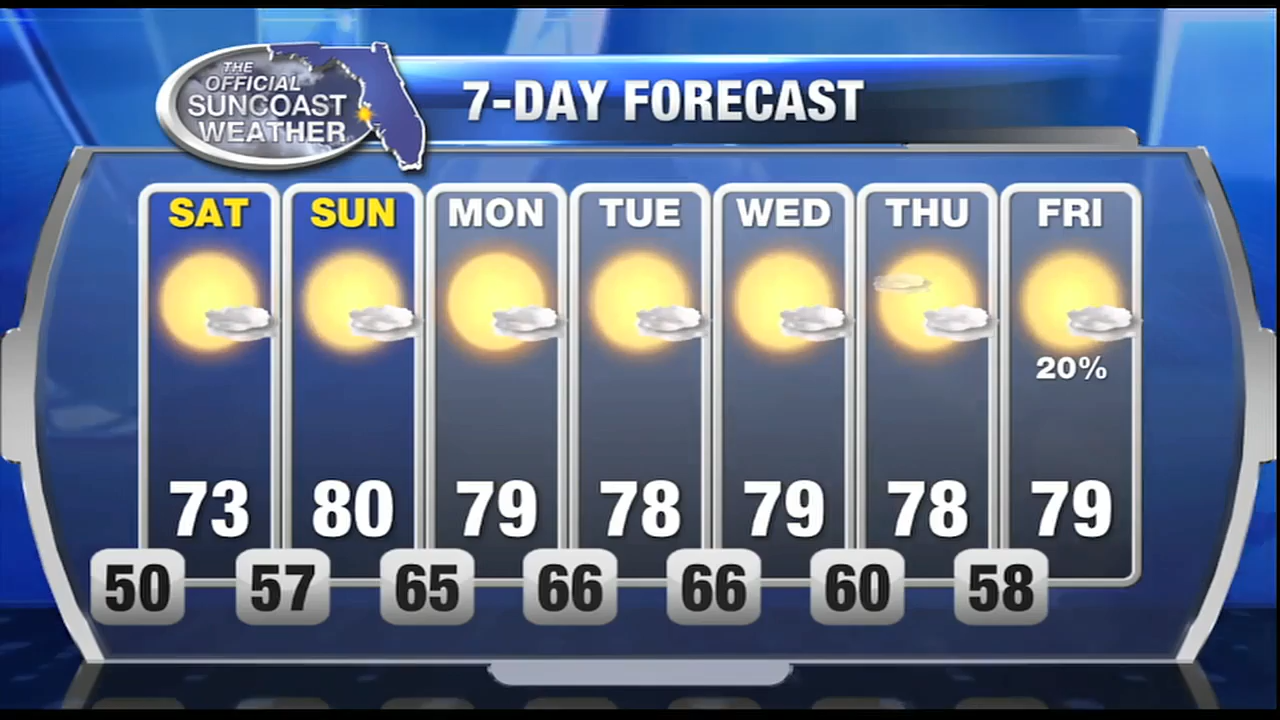 THE
OFFICIAL
SUNCOAST
WEATHER
7-DAY FORECAST
SAT SUN MON TUE WED THU FRI
20%
73 80 79 78 79 78 79
50 57 65 66 66 60 58